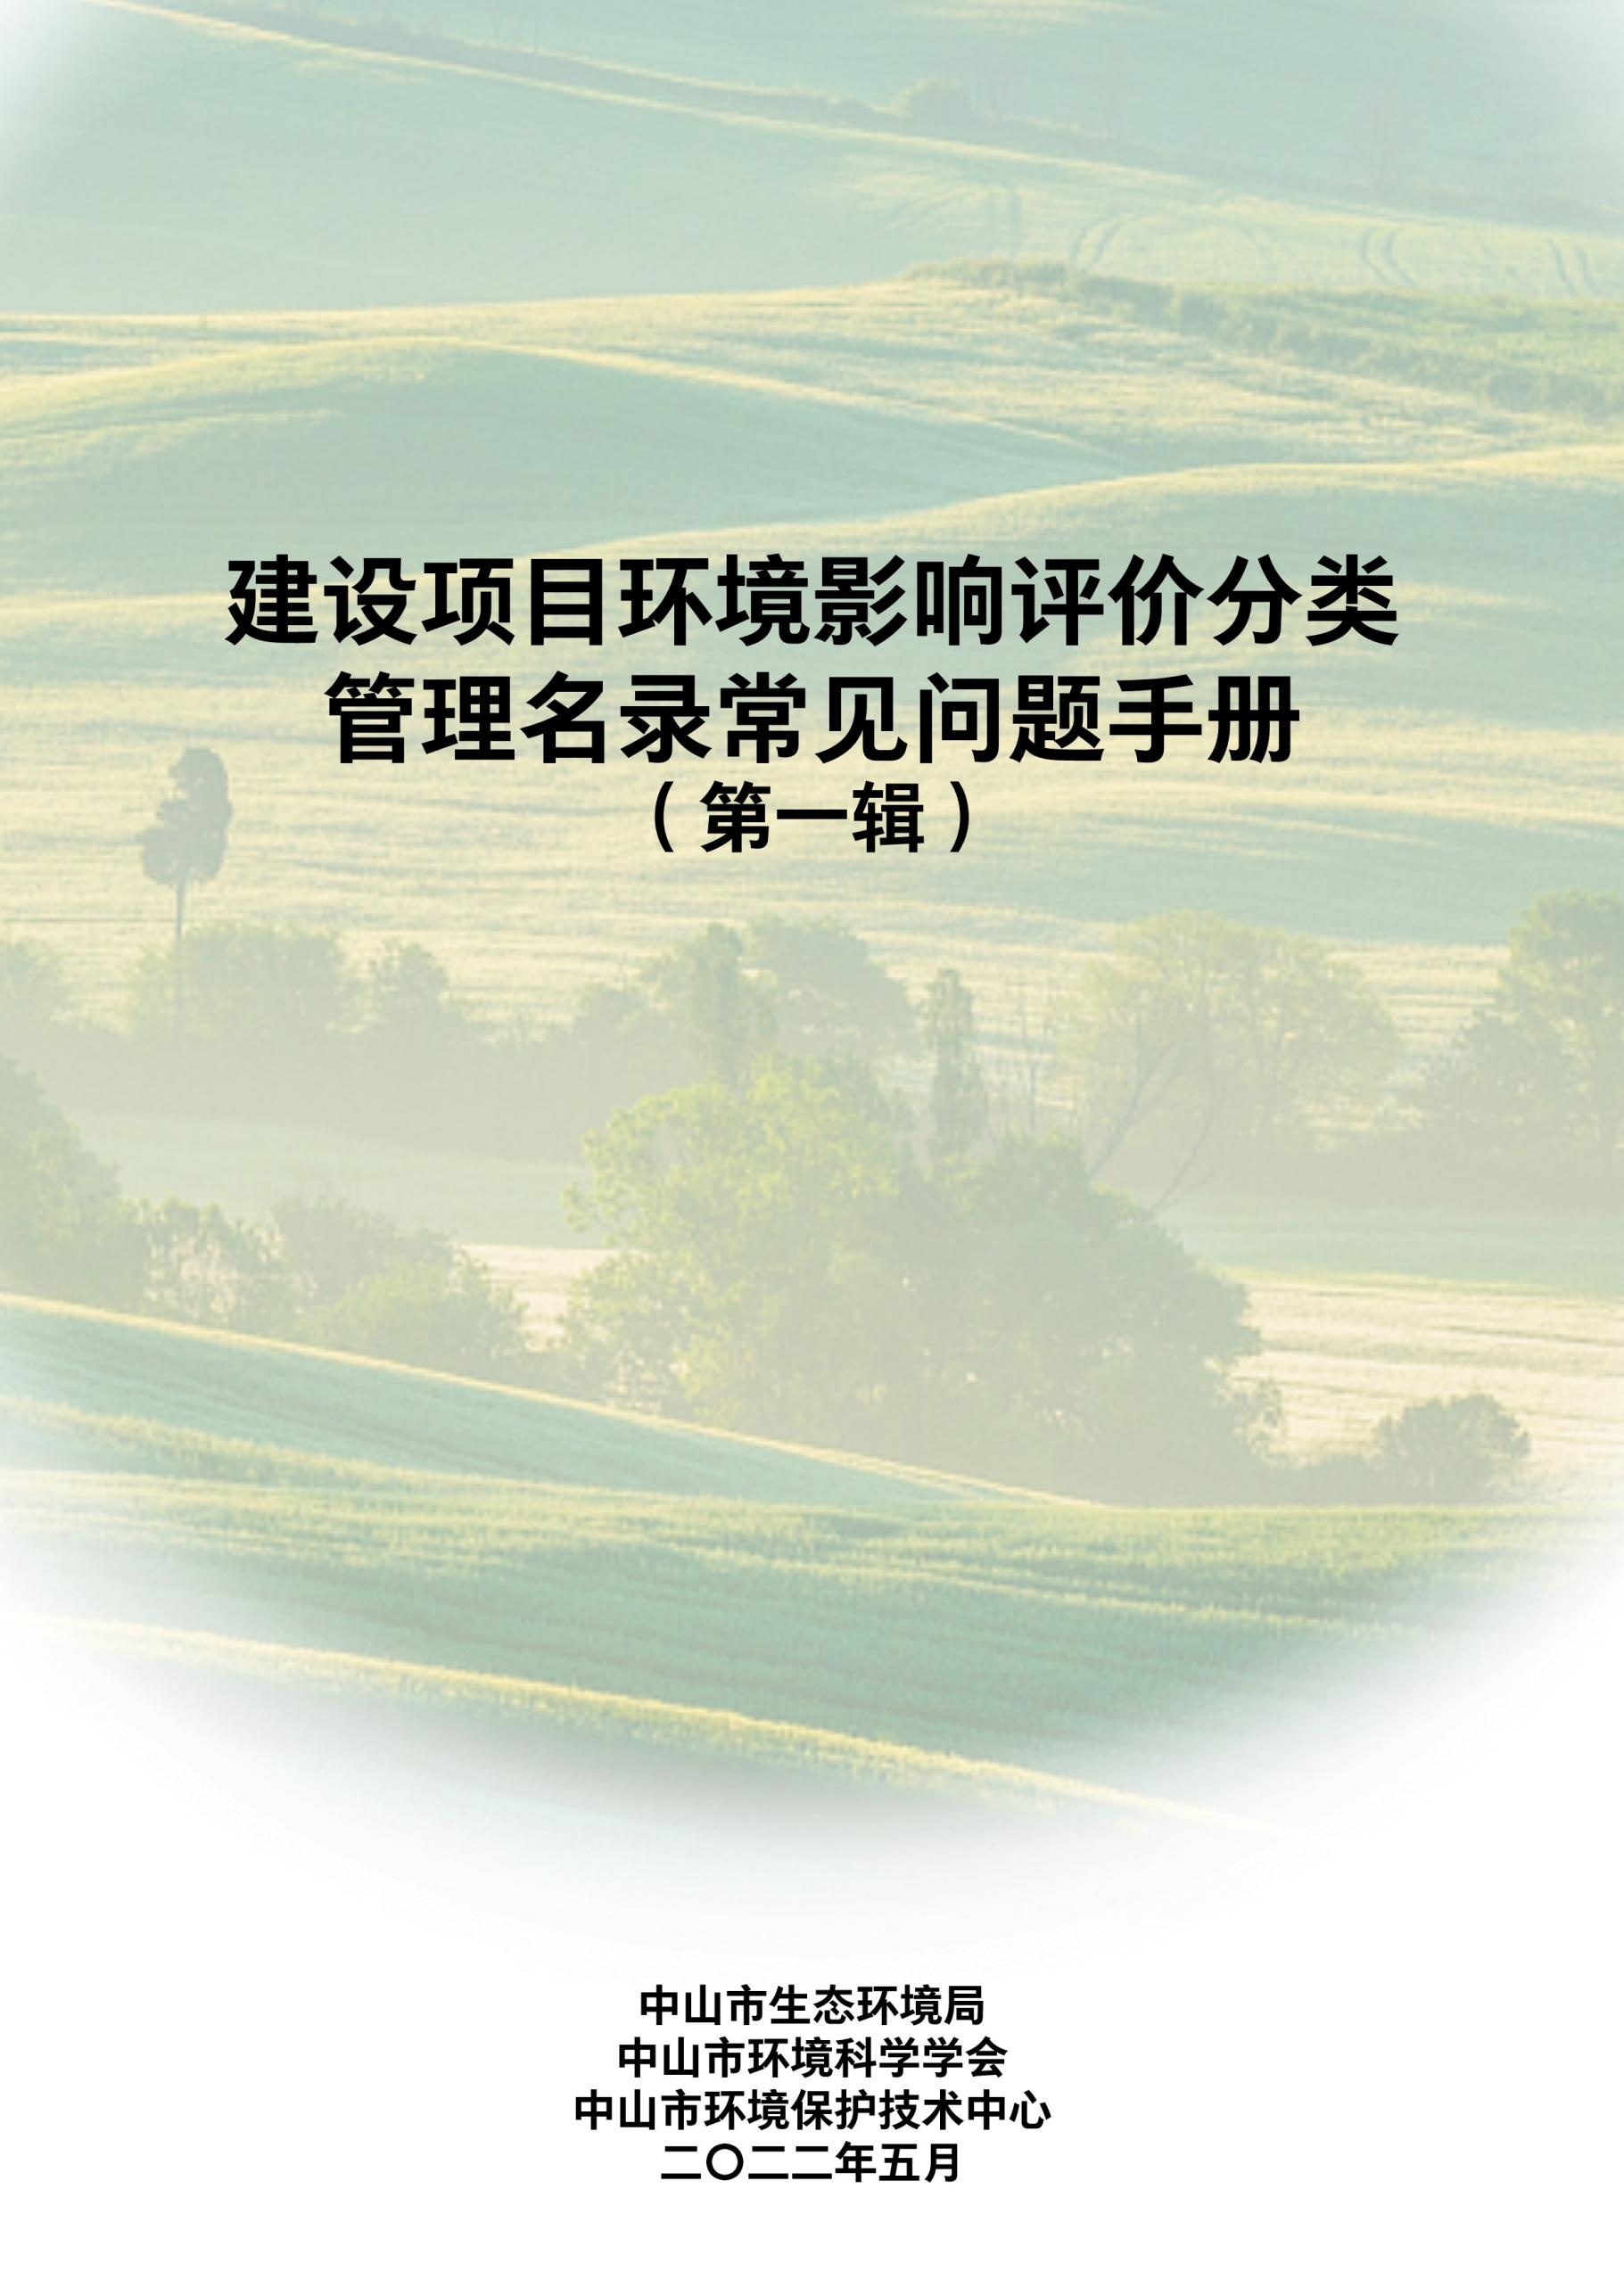 建设项目环境影响评价分类
管理名录常见问题手册
（第一辑）
中山市生态环境局
中山市环境科学学会
中山市环境保护技术中心
二〇二二年五月